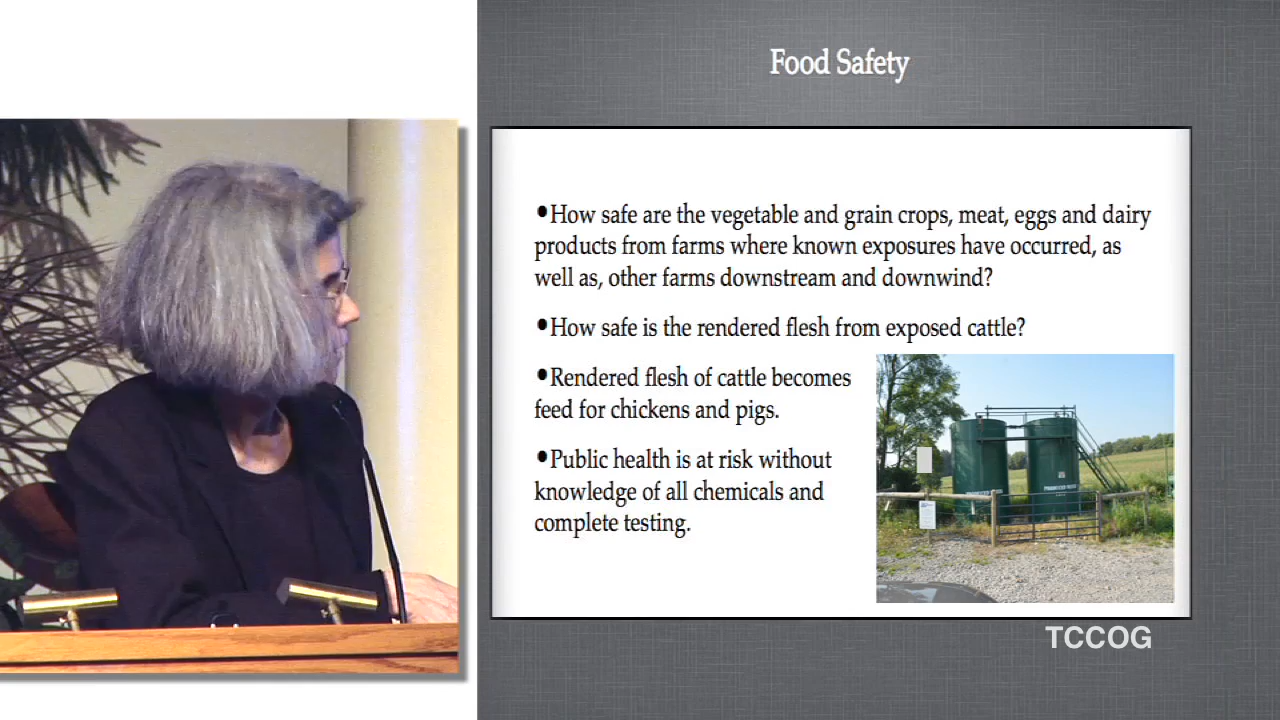 Food Safety
•How safe are the vegetable and grain crops, meat, eggs and dairy
products from farms where known exposures have occurred, as
well as, other farms downstream and downwind?
•How safe is the rendered flesh from exposed cattle?
•Rendered flesh of cattle becomes
feed for chickens and pigs.
•Public health is at risk without
knowledge of all chemicals and
complete testing.
TCCOG